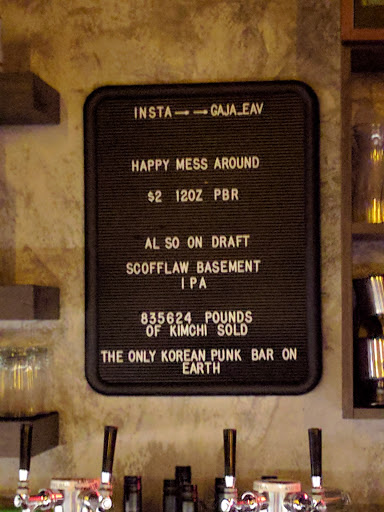 INSTA→→GAJA_EAV
HAPPY MESS AROUND
$2 12OZ PBR
AL SO ON DRAFT
SCOFFLAW BASEMENT
IPA
835624 POUNDS
OF KIMCHI SOLD
THE ONLY KOREAN PUNK BAR ON
EARTH